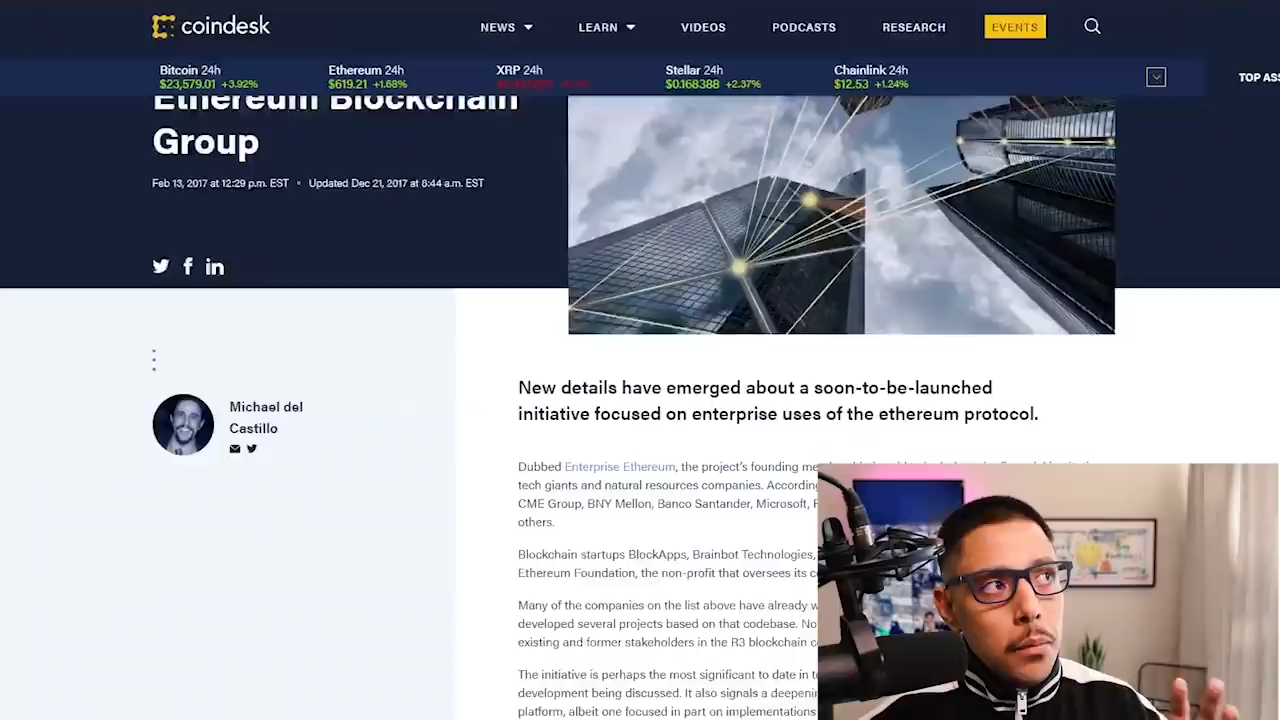 coindesk
NEWS LEARN VIDEOS PODCASTS RESEARCH EVENTS
Bitcoin 24h Ethereum 24h XRP 24h Stellar 24h Chainlink 24h
$23,579.01 +3.92% $619.21 +1.68% $0.168388 +2.37% $12.53 +1.24%
TOP ASS
Ethereum Blockchain
Group
Feb 13, 2017 at 12:29 p.m. EST • Updated Dec 21, 2017 at 8:44 a.m. EST
Michael del
Castillo
New details have emerged about a soon-to-be-launched
initiative focused on enterprise uses of the ethereum protocol.
Dubbed Enterprise Ethereum, the project's founding
tech giants and natural resources companies.
CME Group, BNY Mellon, Banco Santander, Microsoft,
others.
Blockchain startups BlockApps, Brainbot Technologies,
Ethereum Foundation, the non-profit that oversees its
Many of the companies on the list above have already
developed several projects based on that codebase.
existing and former stakeholders in the R3 blockchain
The initiative is perhaps the most significant to date in
development being discussed. It also signals a
platform, albeit one focused in part on implementations